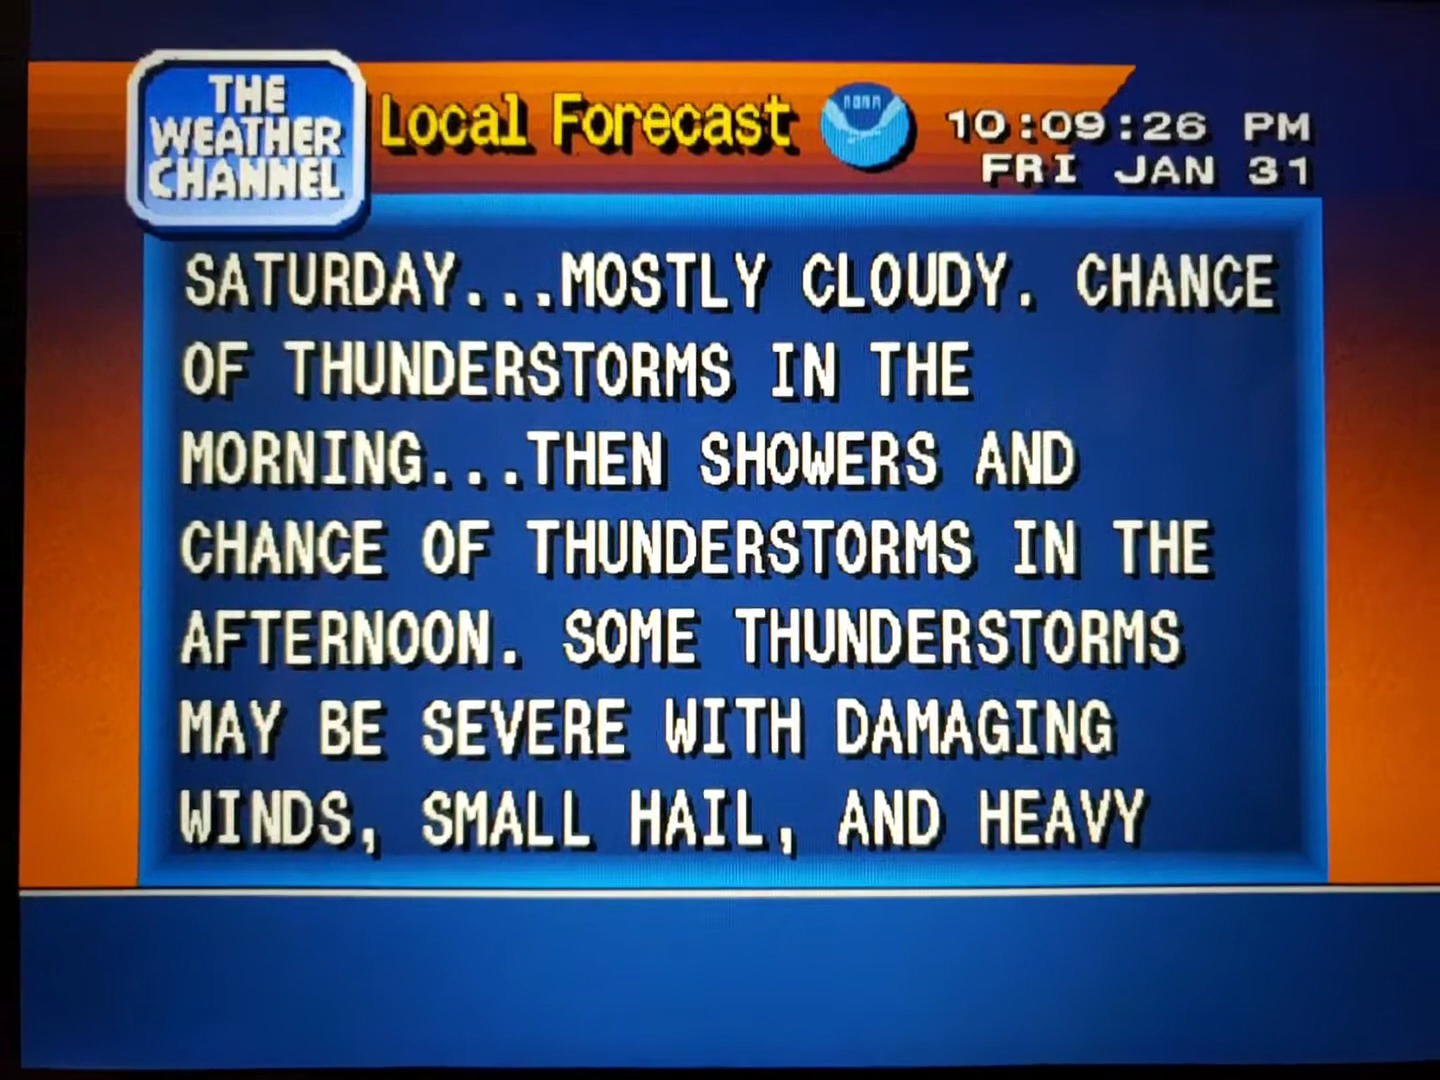 THE
WEATHER
CHANNEL
Local Forecast
NOAA
10:09:26 PM
FRI JAN 31
SATURDAY...MOSTLY CLOUDY. CHANCE
OF THUNDERSTORMS IN THE
MORNING...THEN SHOWERS AND
CHANCE OF THUNDERSTORMS IN THE
AFTERNOON. SOME THUNDERSTORMS
MAY BE SEVERE WITH DAMAGING
WINDS, SMALL HAIL, AND HEAVY